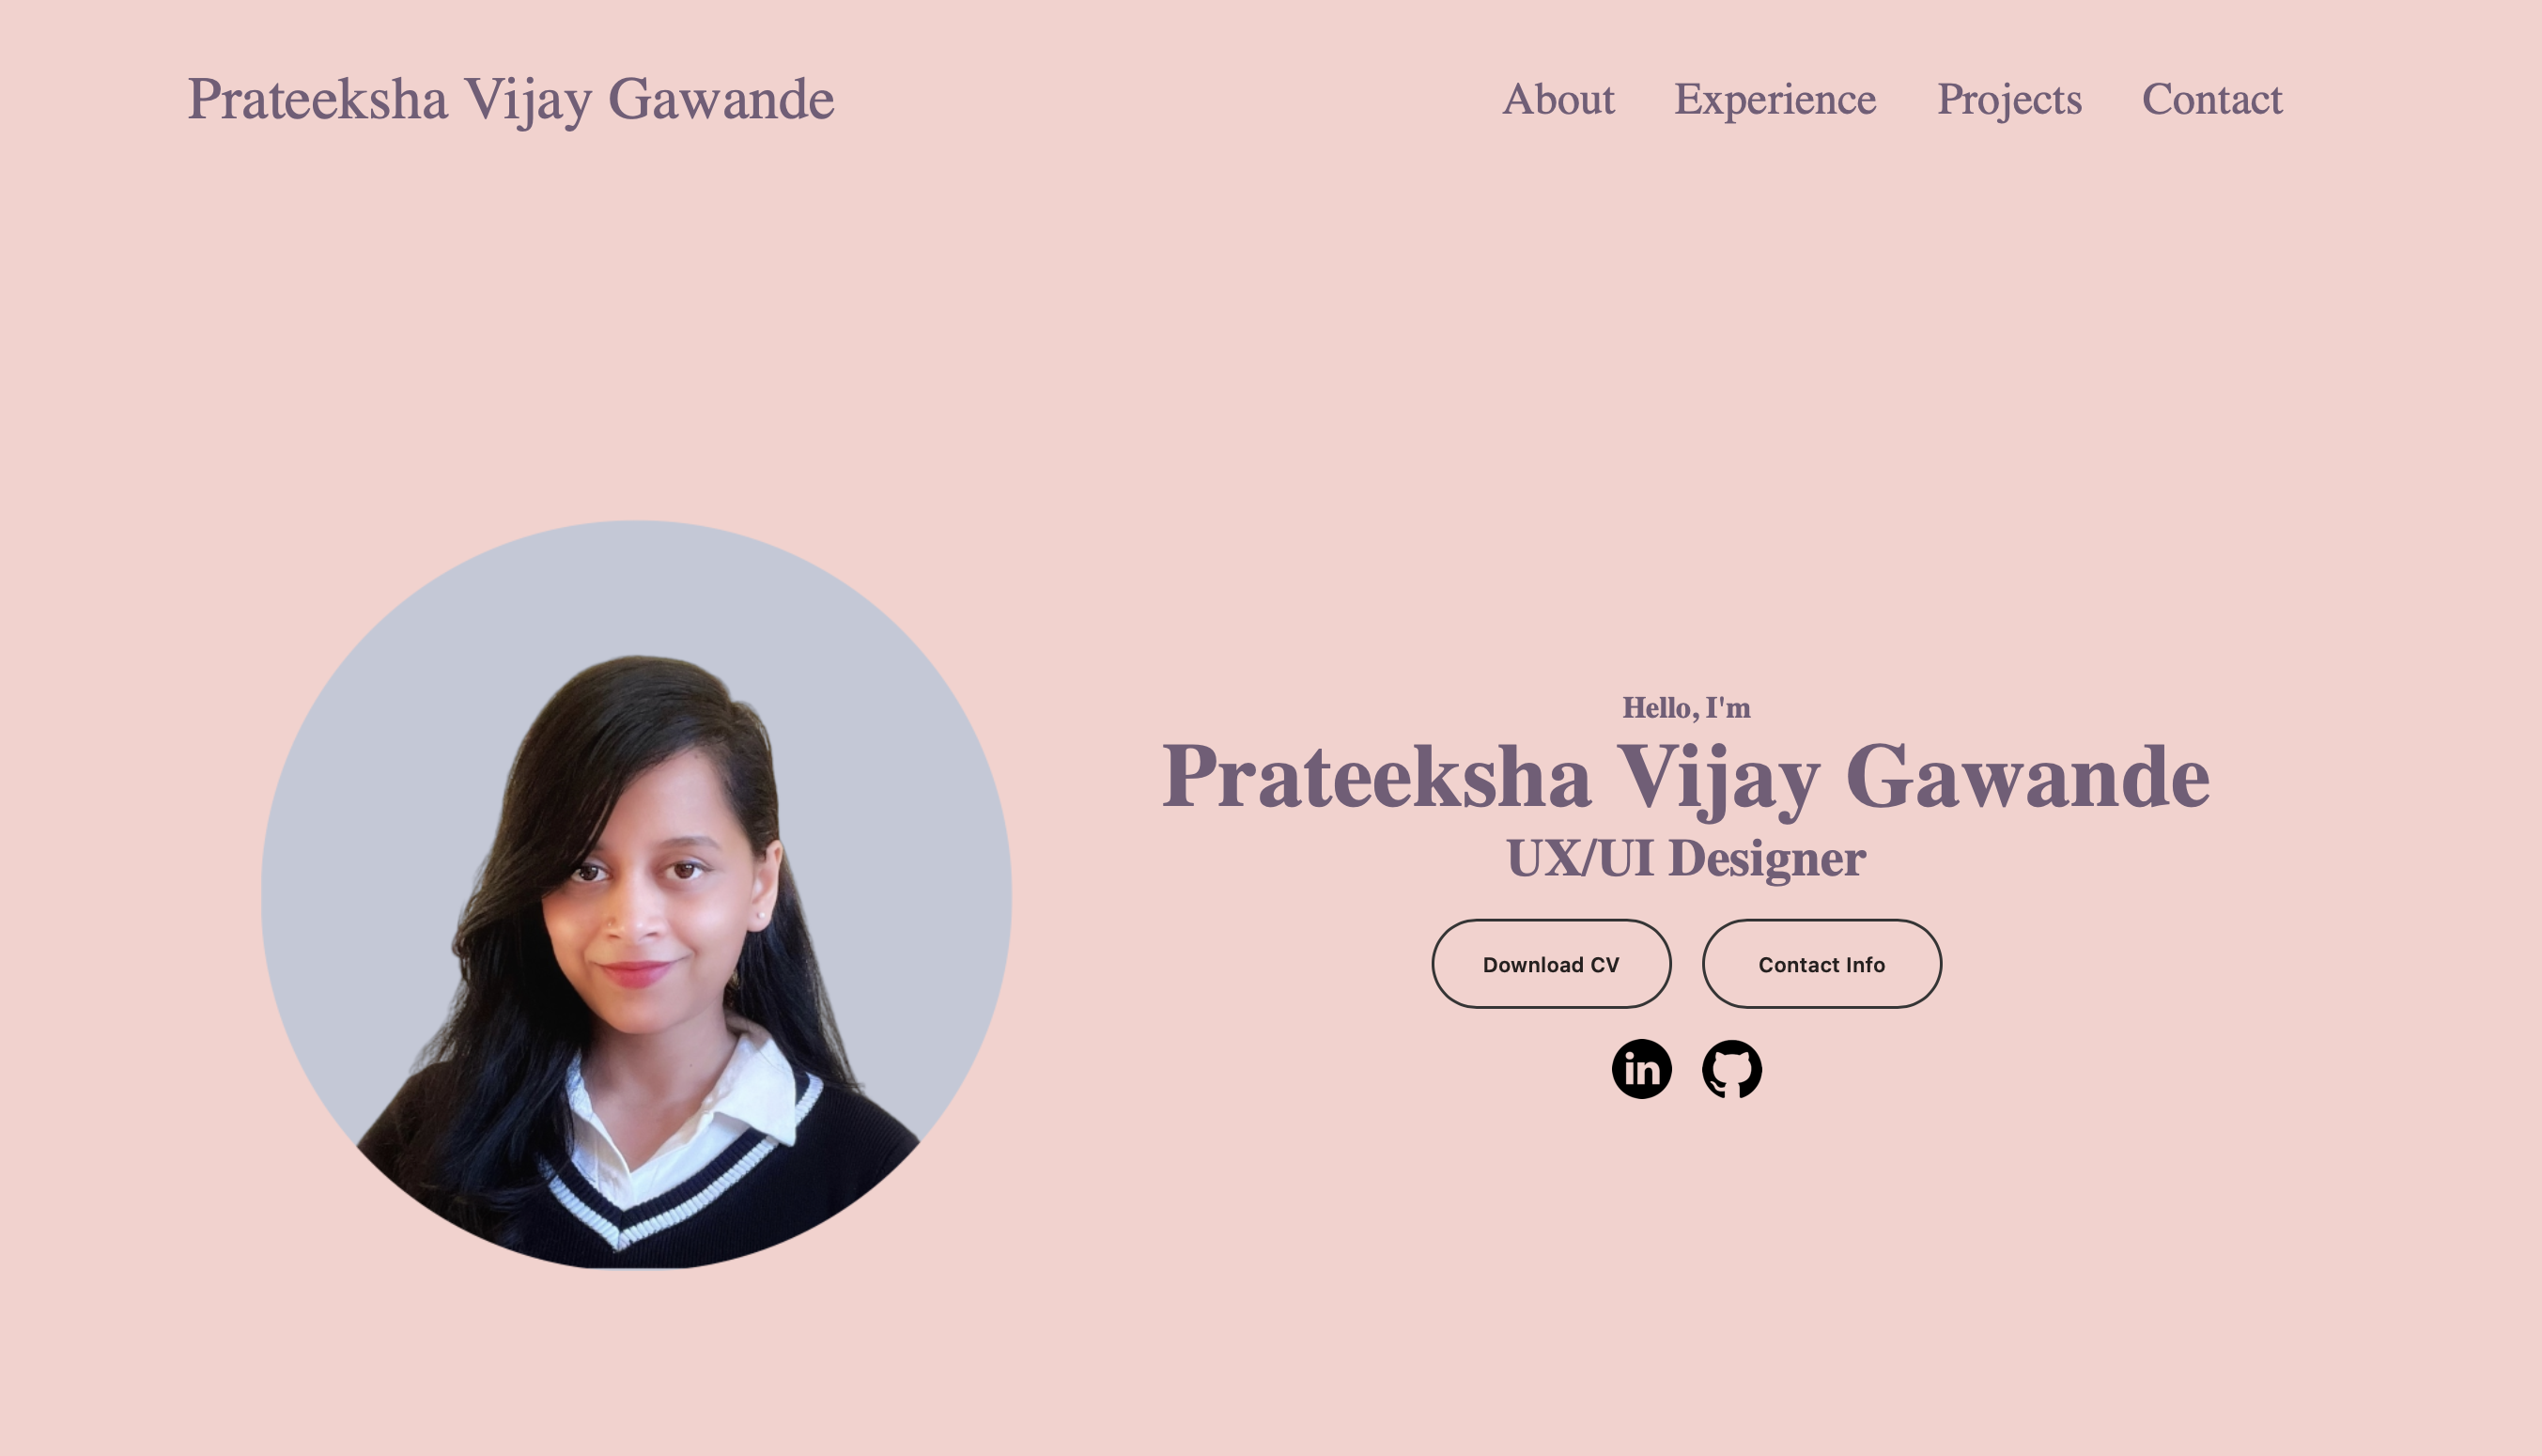 Prateeksha Vijay Gawande
About Experience Projects Contact
Hello, I'm
Prateeksha Vijay Gawande
UX/UI Designer
Download CV Contact Info
in